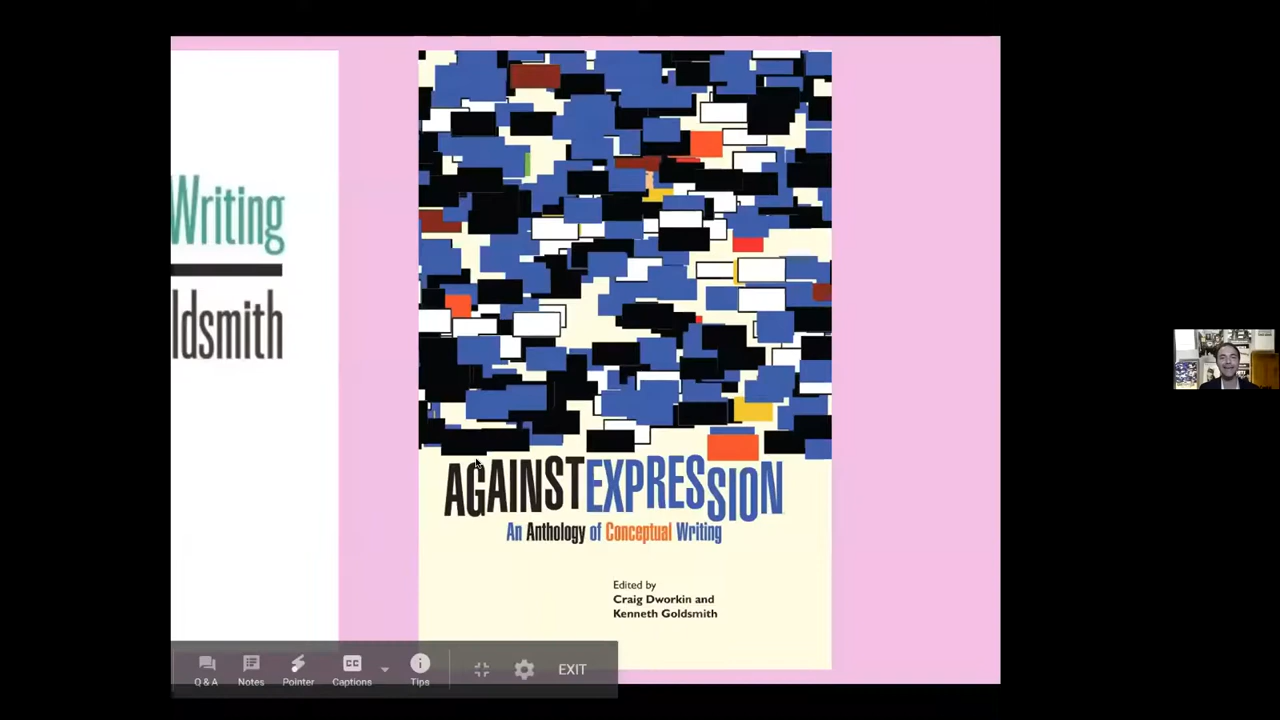 Writing
ldsmith
AGAINST EXPRESSION
An Anthology of Conceptual Writing
Edited by
Craig Dworkin and
Kenneth Goldsmith
Q & A
Notes
Pointer
CC
Captions
Tips
EXIT